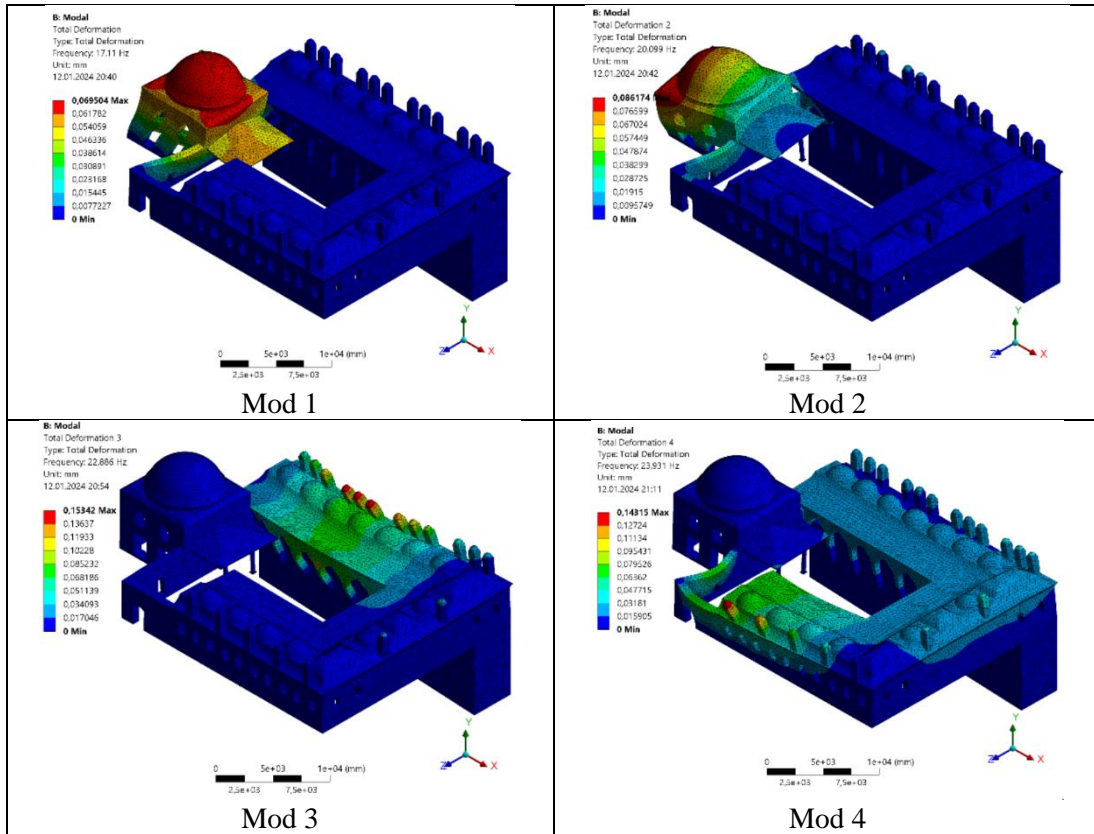 B: Modal
Total Deformation
Type: Total Deformation
Frequency: 17.11 Hz
Unit: mm
12.01.2024 20:40
0,069504 Max
0,061782
0,054059
0,046336
0,038614
0,030891
0,023168
0,015445
0,0077227
0 Min
Y
Z
X
0 5e+03 1e+04 (mm)
2,5e+03 7,5e+03
Mod 1
B: Modal
Total Deformation 2
Type: Total Deformation
Frequency: 20.099 Hz
Unit: mm
12.01.2024 20:42
0,086174 Max
0,076599
0,067024
0,057449
0,047874
0,038299
0,028725
0,01915
0,0095749
0 Min
Y
Z
X
0 5e+03 1e+04 (mm)
2,5e+03 7,5e+03
Mod 2
B: Modal
Total Deformation 3
Type: Total Deformation
Frequency: 22.886 Hz
Unit: mm
12.01.2024 20:54
0,15342 Max
0,13637
0,11933
0,10228
0,085232
0,068186
0,051139
0,034093
0,017046
0 Min
Y
Z
X
0 5e+03 1e+04 (mm)
2,5e+03 7,5e+03
Mod 3
B: Modal
Total Deformation 4
Type: Total Deformation
Frequency: 23.931 Hz
Unit: mm
12.01.2024 21:11
0,14315 Max
0,12724
0,11134
0,095431
0,079526
0,06362
0,047715
0,03181
0,015905
0 Min
Y
Z
X
0 5e+03 1e+04 (mm)
2,5e+03 7,5e+03
Mod 4